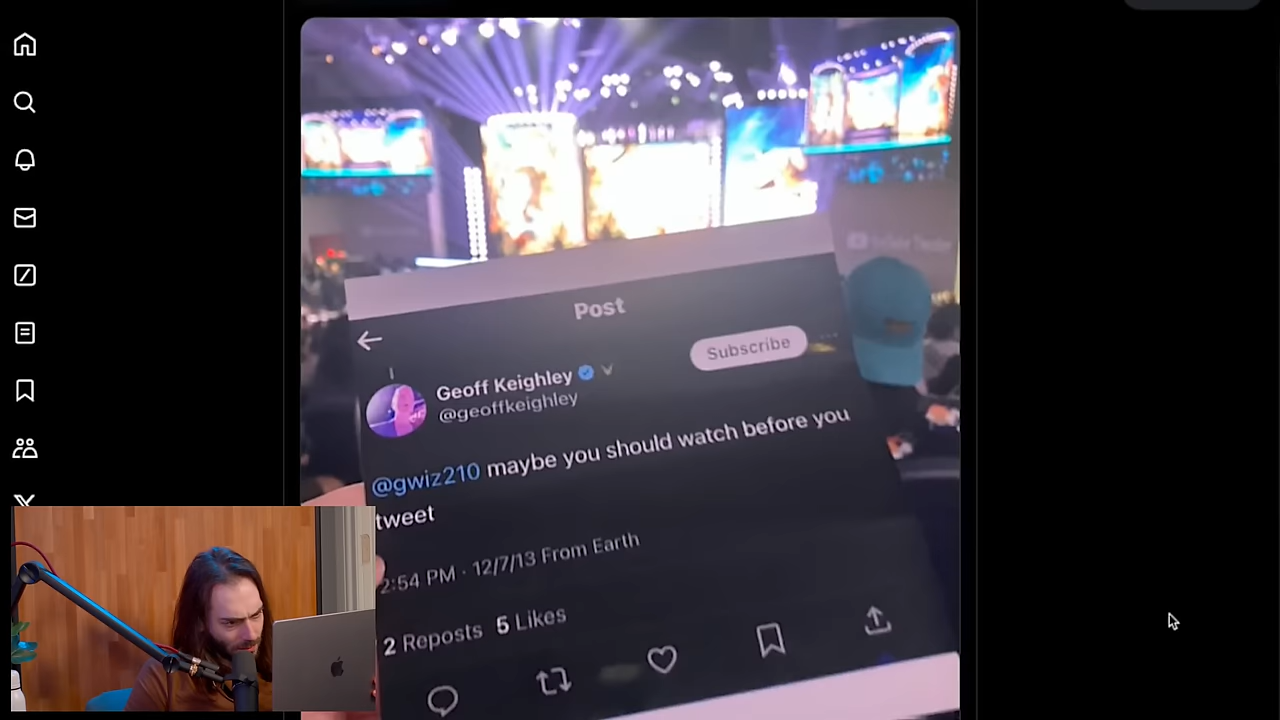 Post
Subscribe
Geoff Keighley
@geoffkeighley
@gwiz210 maybe you should watch before you
tweet
2:54 PM · 12/7/13 From Earth
2 Reposts 5 Likes